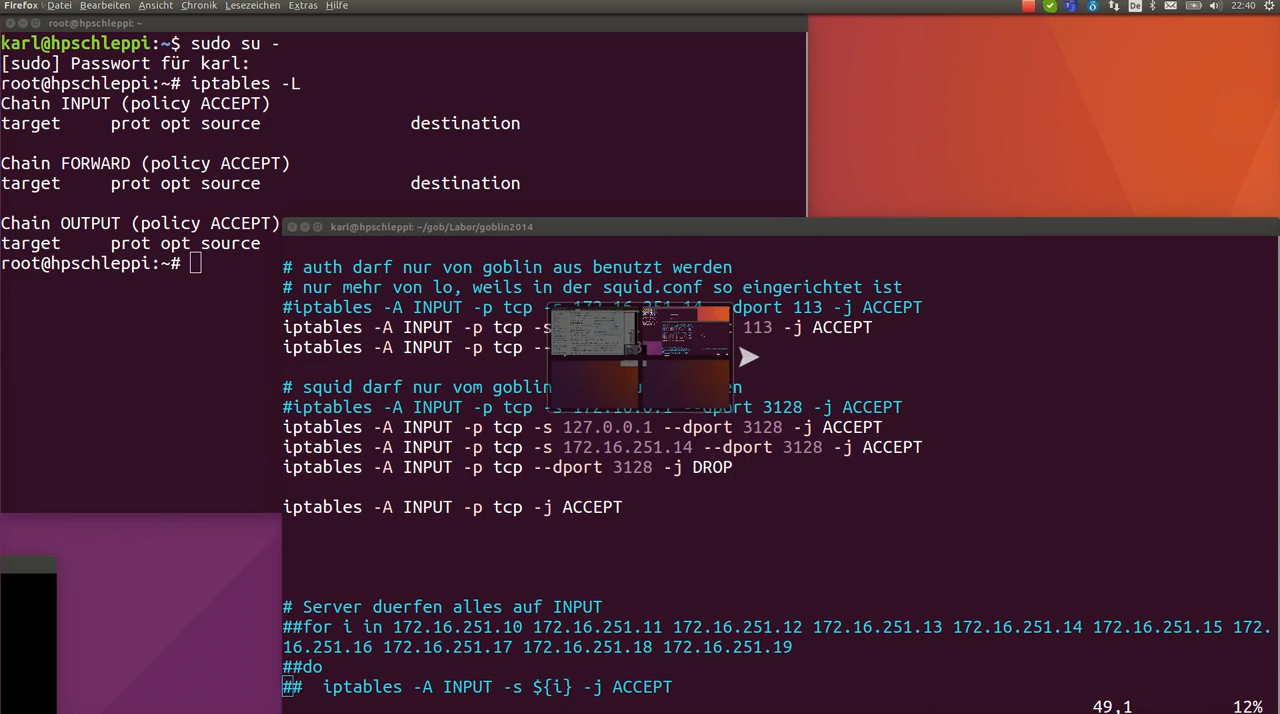 Firefox Datei Bearbeiten Ansicht Chronik Lesezeichen Extras Hilfe De 22:40
root@hpschleppi: ~
karl@hpschleppi:~$ sudo su -
[sudo] Passwort für karl:
root@hpschleppi:~# iptables -L
Chain INPUT (policy ACCEPT)
target prot opt source destination
Chain FORWARD (policy ACCEPT)
target prot opt source destination
Chain OUTPUT (policy ACCEPT)
target prot opt source
root@hpschleppi:~#
karl@hpschleppi: ~/gob/Labor/goblin2014
# auth darf nur von goblin aus benutzt werden
# nur mehr von lo, weils in der squid.conf so eingerichtet ist
#iptables -A INPUT -p tcp -s 172.16.251.14 --dport 113 -j ACCEPT
iptables -A INPUT -p tcp -s 113 -j ACCEPT
iptables -A INPUT -p tcp
# squid darf nur vom goblin
#iptables -A INPUT -p tcp -s 172.16.0.1 --dport 3128 -j ACCEPT
iptables -A INPUT -p tcp -s 127.0.0.1 --dport 3128 -j ACCEPT
iptables -A INPUT -p tcp -s 172.16.251.14 --dport 3128 -j ACCEPT
iptables -A INPUT -p tcp --dport 3128 -j DROP
iptables -A INPUT -p tcp -j ACCEPT
# Server duerfen alles auf INPUT
##for i in 172.16.251.10 172.16.251.11 172.16.251.12 172.16.251.13 172.16.251.14 172.16.251.15 172.
16.251.16 172.16.251.17 172.16.251.18 172.16.251.19
##do
## iptables -A INPUT -s ${i} -j ACCEPT
49,1 12%